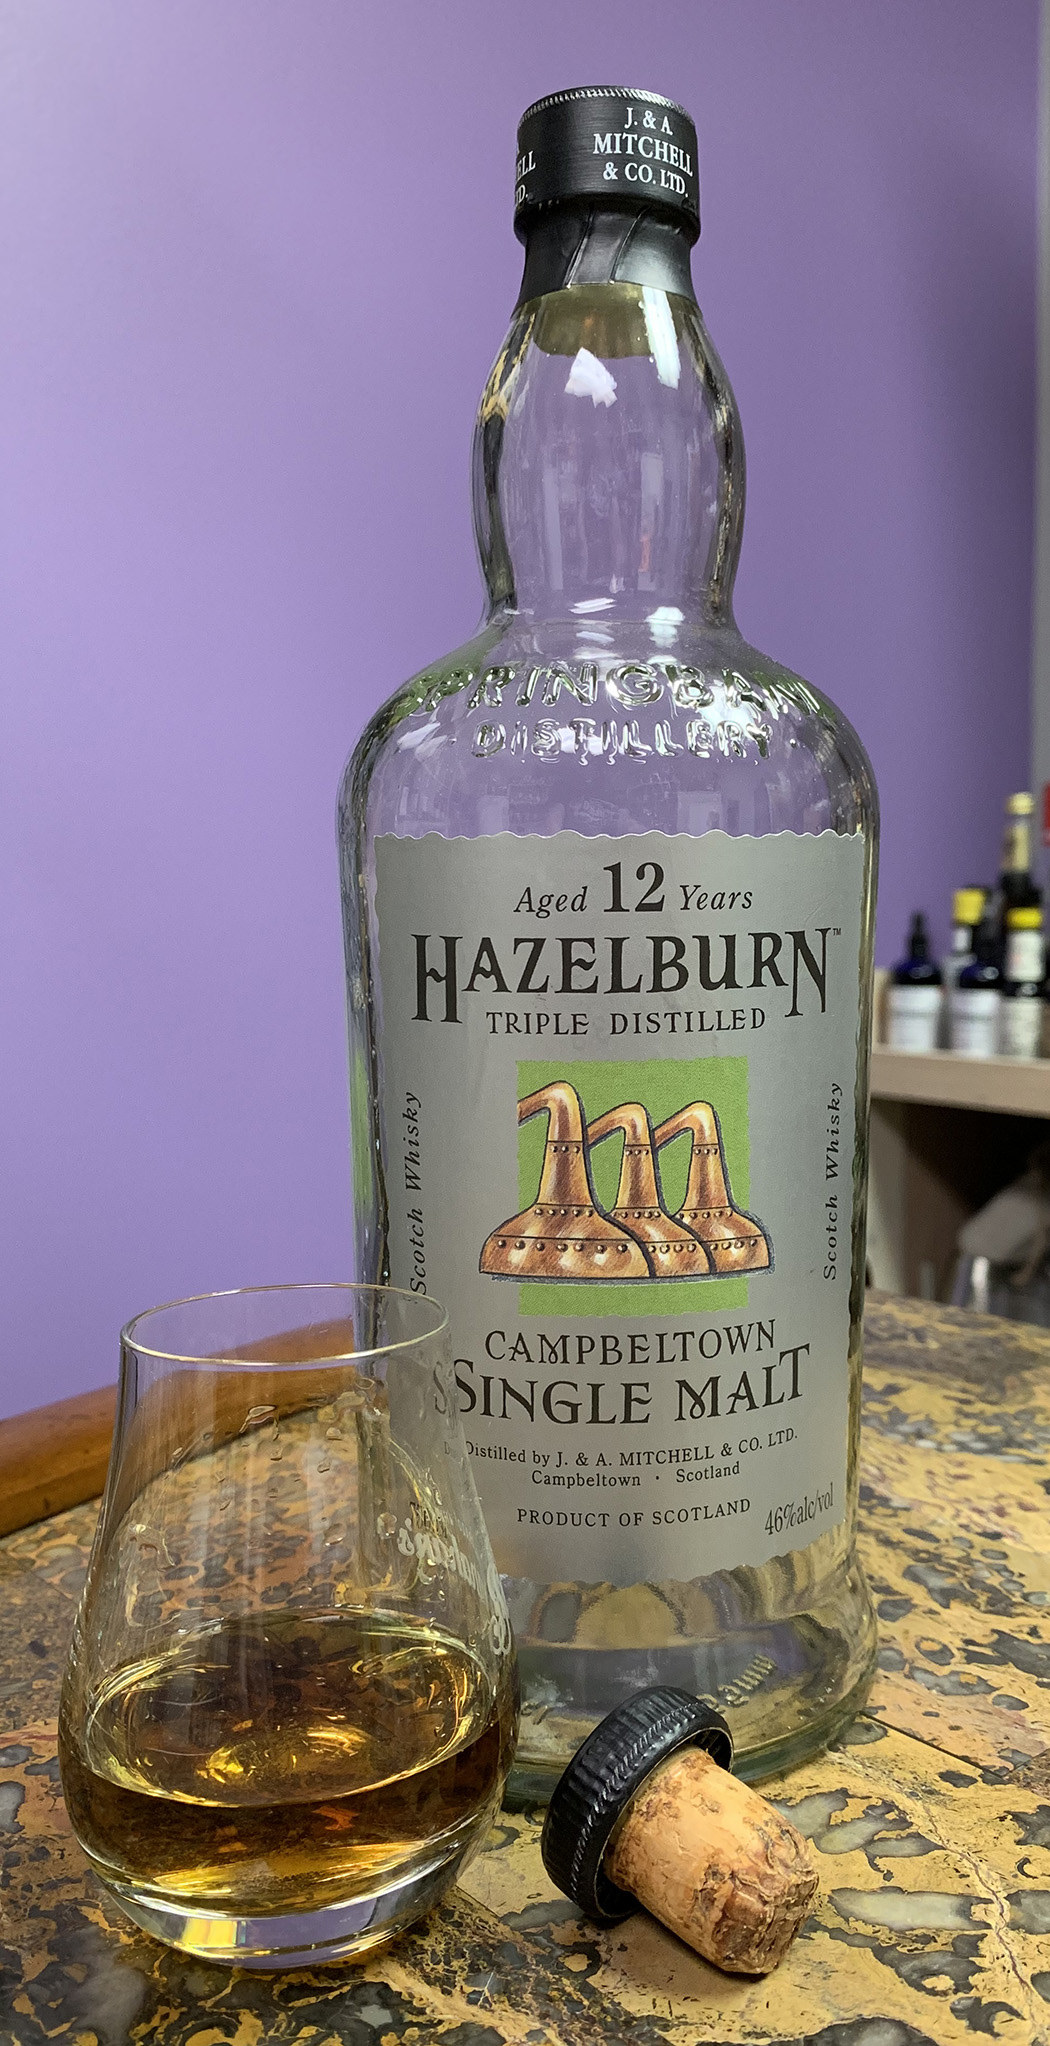 J. & A.
MITCHELL
& CO. LTD.
SPRINGBAN
DISTILLERY
Aged 12 Years
HAZELBURN™
TRIPLE DISTILLED
Scotch Whisky
Scotch Whisky
CAMPBELTOWN
SINGLE MALT
Distilled by J. & A. MITCHELL & CO. LTD.
Campbeltown · Scotland
PRODUCT OF SCOTLAND
46%alc/vol